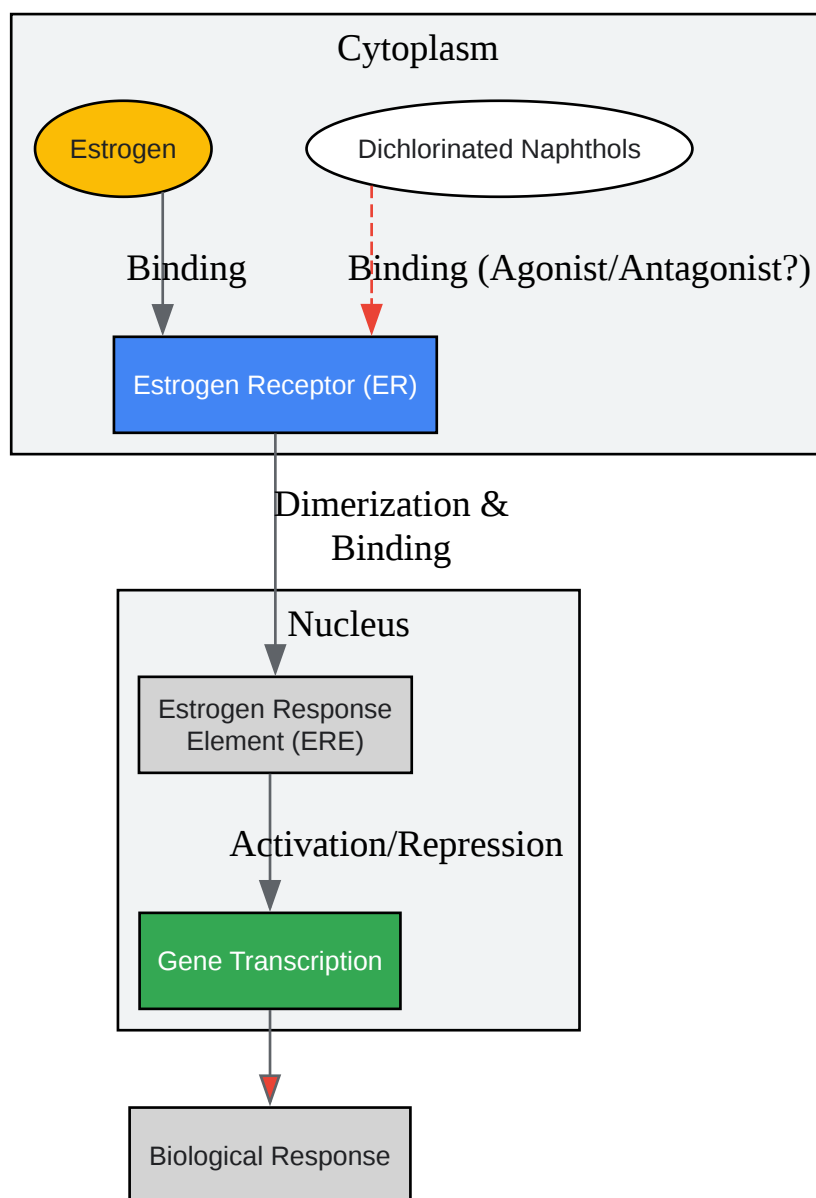 Cytoplasm
Estrogen
Dichlorinated Naphthols
Binding
Binding (Agonist/Antagonist?)
Estrogen Receptor (ER)
Dimerization &
Binding
Nucleus
Estrogen Response
Element (ERE)
Activation/Repression
Gene Transcription
Biological Response